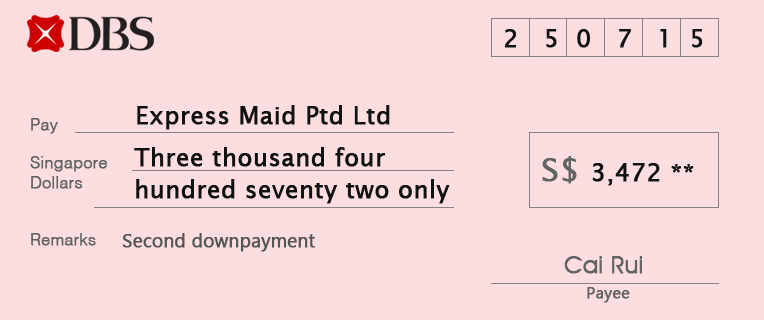 DBS
2 5 0 7 1 5
Pay Express Maid Ptd Ltd
Singapore Dollars Three thousand four
hundred seventy two only
S$ 3,472 **
Remarks Second downpayment
Cai Rui
Payee